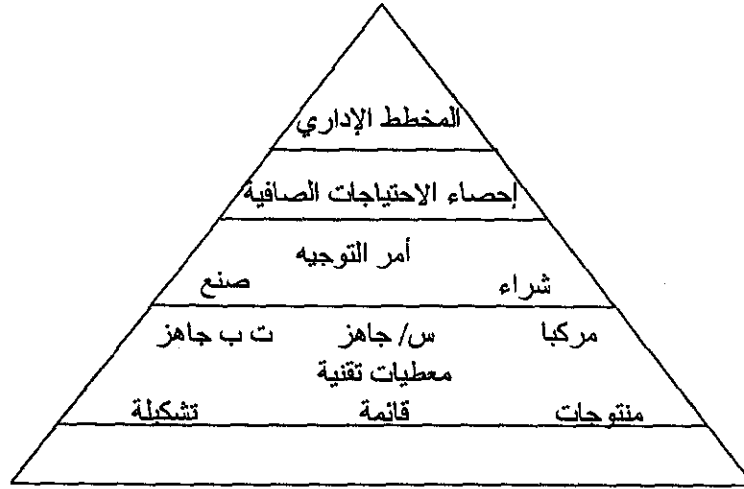 المخطط الإداري
إحصاء الاحتياجات الصافية
أمر التوجيه
شراء صنع
مركبا س/ جاهز ت ب جاهز
معطيات تقنية
منتوجات قائمة تشكيلة